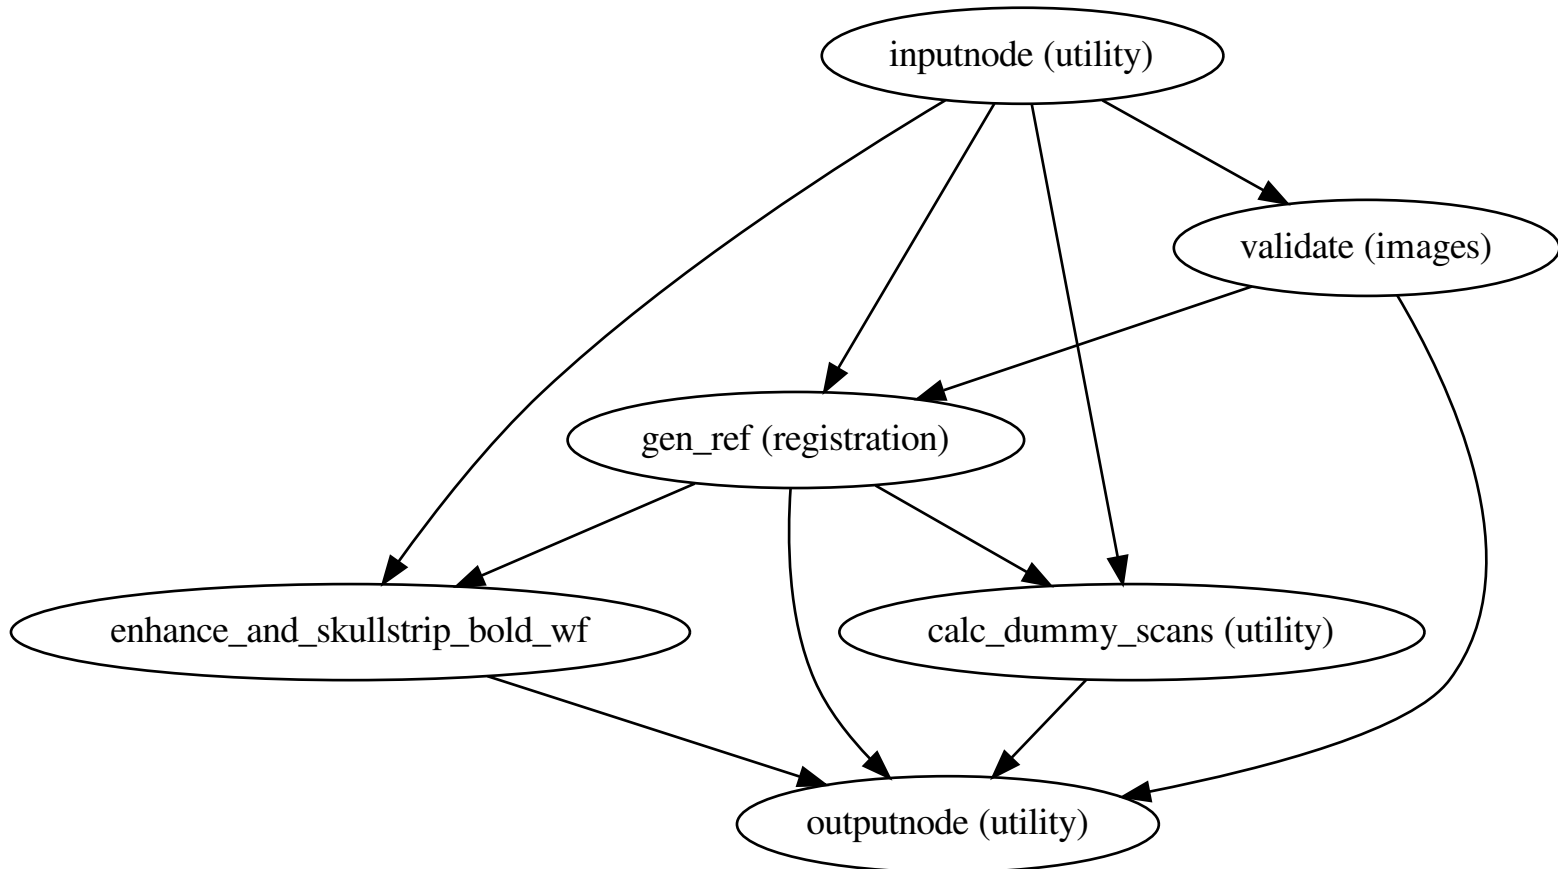 inputnode (utility)
validate (images)
gen_ref (registration)
enhance_and_skullstrip_bold_wf
calc_dummy_scans (utility)
outputnode (utility)